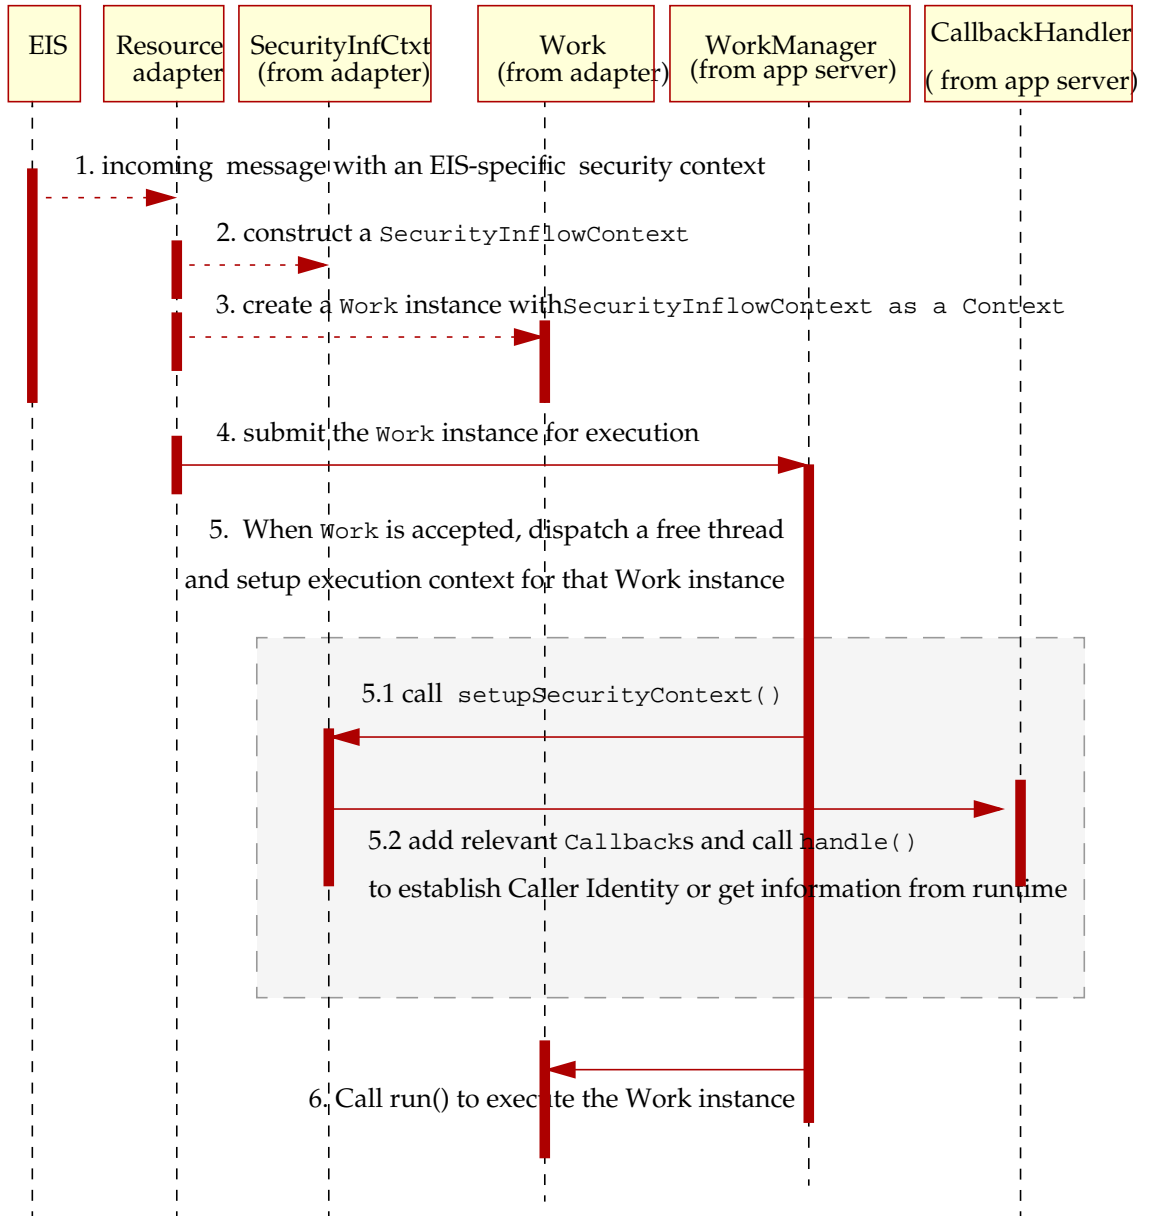 EIS
Resource
adapter
SecurityInfCtxt
(from adapter)
Work
(from adapter)
WorkManager
(from app server)
CallbackHandler
( from app server)
1. incoming  message with an EIS-specific  security context
2. construct a SecurityInflowContext
3. create a Work instance withSecurityInflowContext as a Context
4. submit the Work instance for execution
5.  When Work is accepted, dispatch a free thread
and setup execution context for that Work instance
5.1 call  setupSecurityContext()
5.2 add relevant Callbacks and call handle()
to establish Caller Identity or get information from runtime
6. Call run() to execute the Work instance